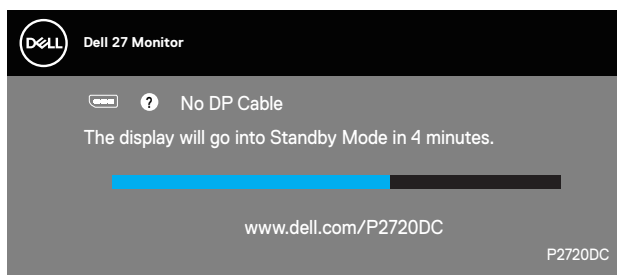 DELL
Dell 27 Monitor
? No DP Cable
The display will go into Standby Mode in 4 minutes.
www.dell.com/P2720DC
P2720DC